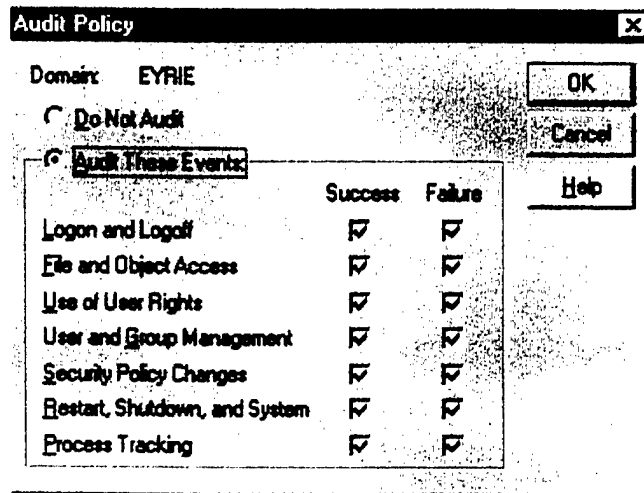 Audit Policy
Domain: EYRIE
Do Not Audit
Audit These Events:
Success Failure
Logon and Logoff
File and Object Access
Use of User Rights
User and Group Management
Security Policy Changes
Restart, Shutdown, and System
Process Tracking
OK
Cancel
Help